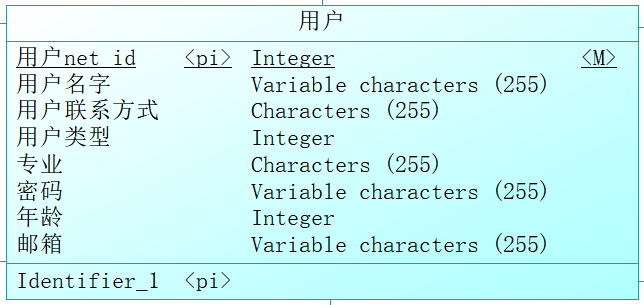 用户
用户net_id <pi> Integer <M>
用户名字 Variable characters (255)
用户联系方式 Characters (255)
用户类型 Integer
专业 Characters (255)
密码 Variable characters (255)
年龄 Integer
邮箱 Variable characters (255)
Identifier_1 <pi>